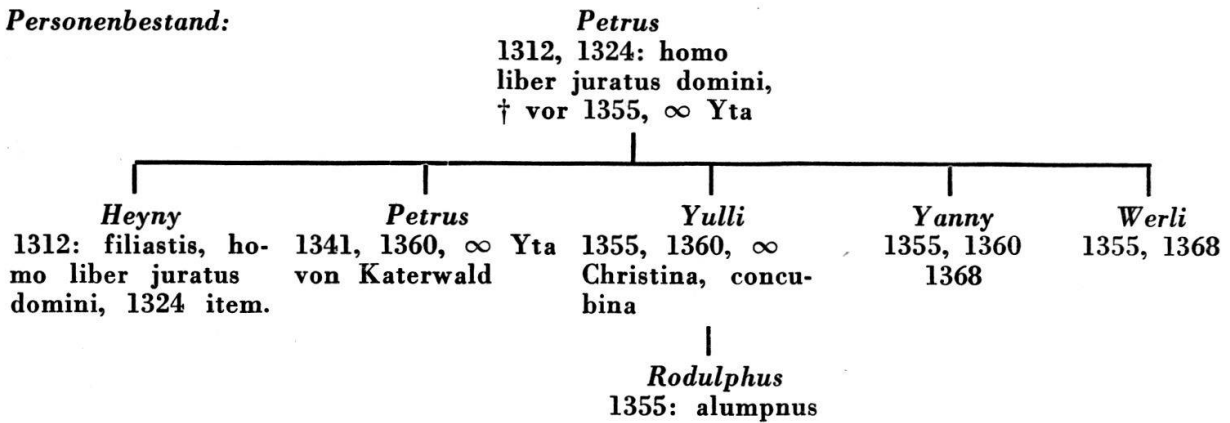 Personenbestand:
Petrus
1312, 1324: homo
liber juratus domini,
† vor 1355, ∞ Yta
Heyny
1312: filiastis, ho-
mo liber juratus
domini, 1324 item.
Petrus
1341, 1360, ∞ Yta
von Katerwald
Yulli
1355, 1360, ∞
Christina, concu-
bina
Yanny
1355, 1360
1368
Werli
1355, 1368
Rodulphus
1355: alumpnus